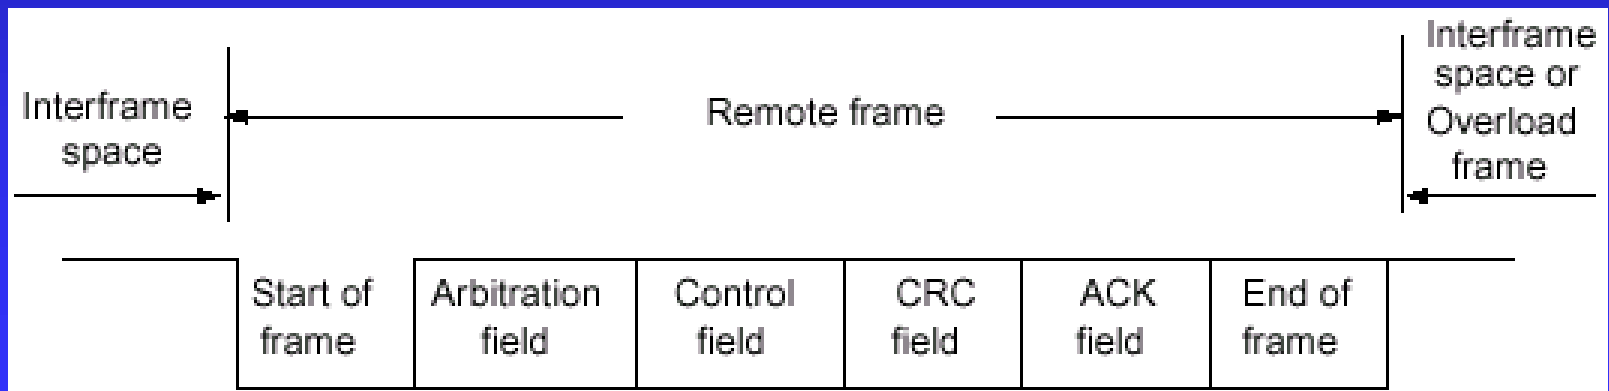 Interframe
space
Remote frame
Interframe
space or
Overload
frame
Start of
frame
Arbitration
field
Control
field
CRC
field
ACK
field
End of
frame